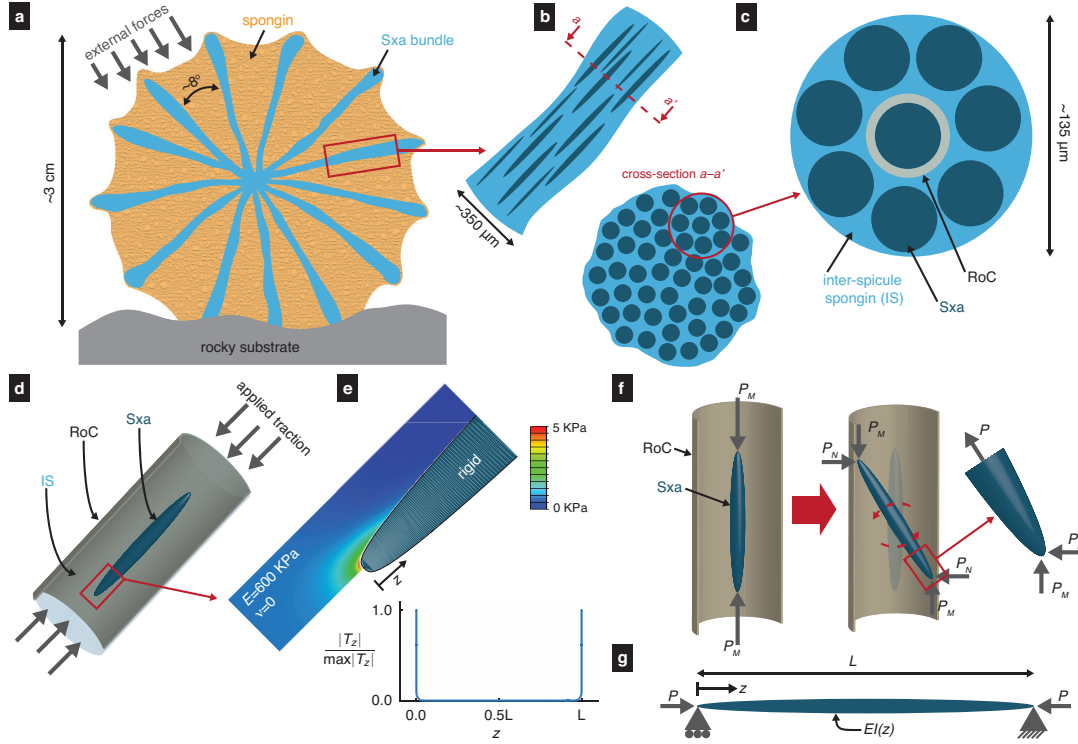 a
external forces
spongin
Sxa bundle
~8°
~3 cm
rocky substrate
b
a
a'
~350 µm
cross-section a–a'
c
~135 µm
inter-spicule
spongin (IS)
RoC
Sxa
d
applied traction
Sxa
RoC
IS
e
5 KPa
0 KPa
rigid
E=600 KPa
ν=0
z
|T_z|
max|T_z|
1.0
0.0
0.0
0.5L
L
z
f
P_M
RoC
Sxa
P_M
P_M
P_N
P_N
P_M
P
P_M
g
L
P
z
P
EI(z)